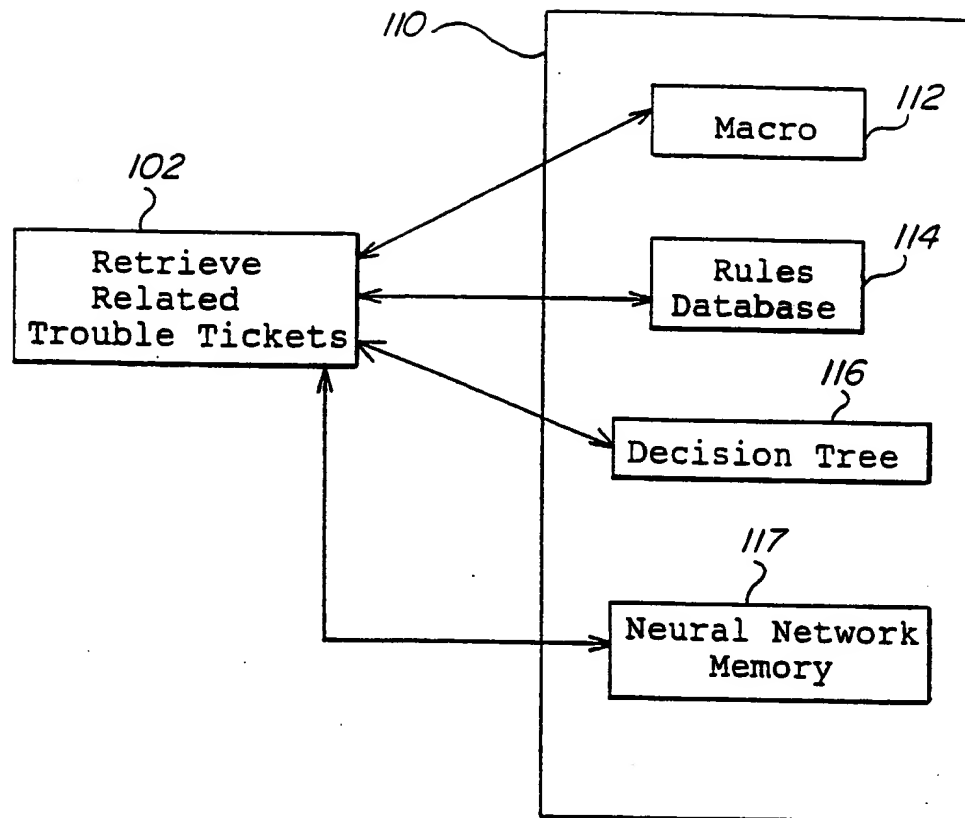 110
Macro
112
102
Retrieve
Related
Trouble Tickets
Rules
Database
114
116
Decision Tree
117
Neural Network
Memory